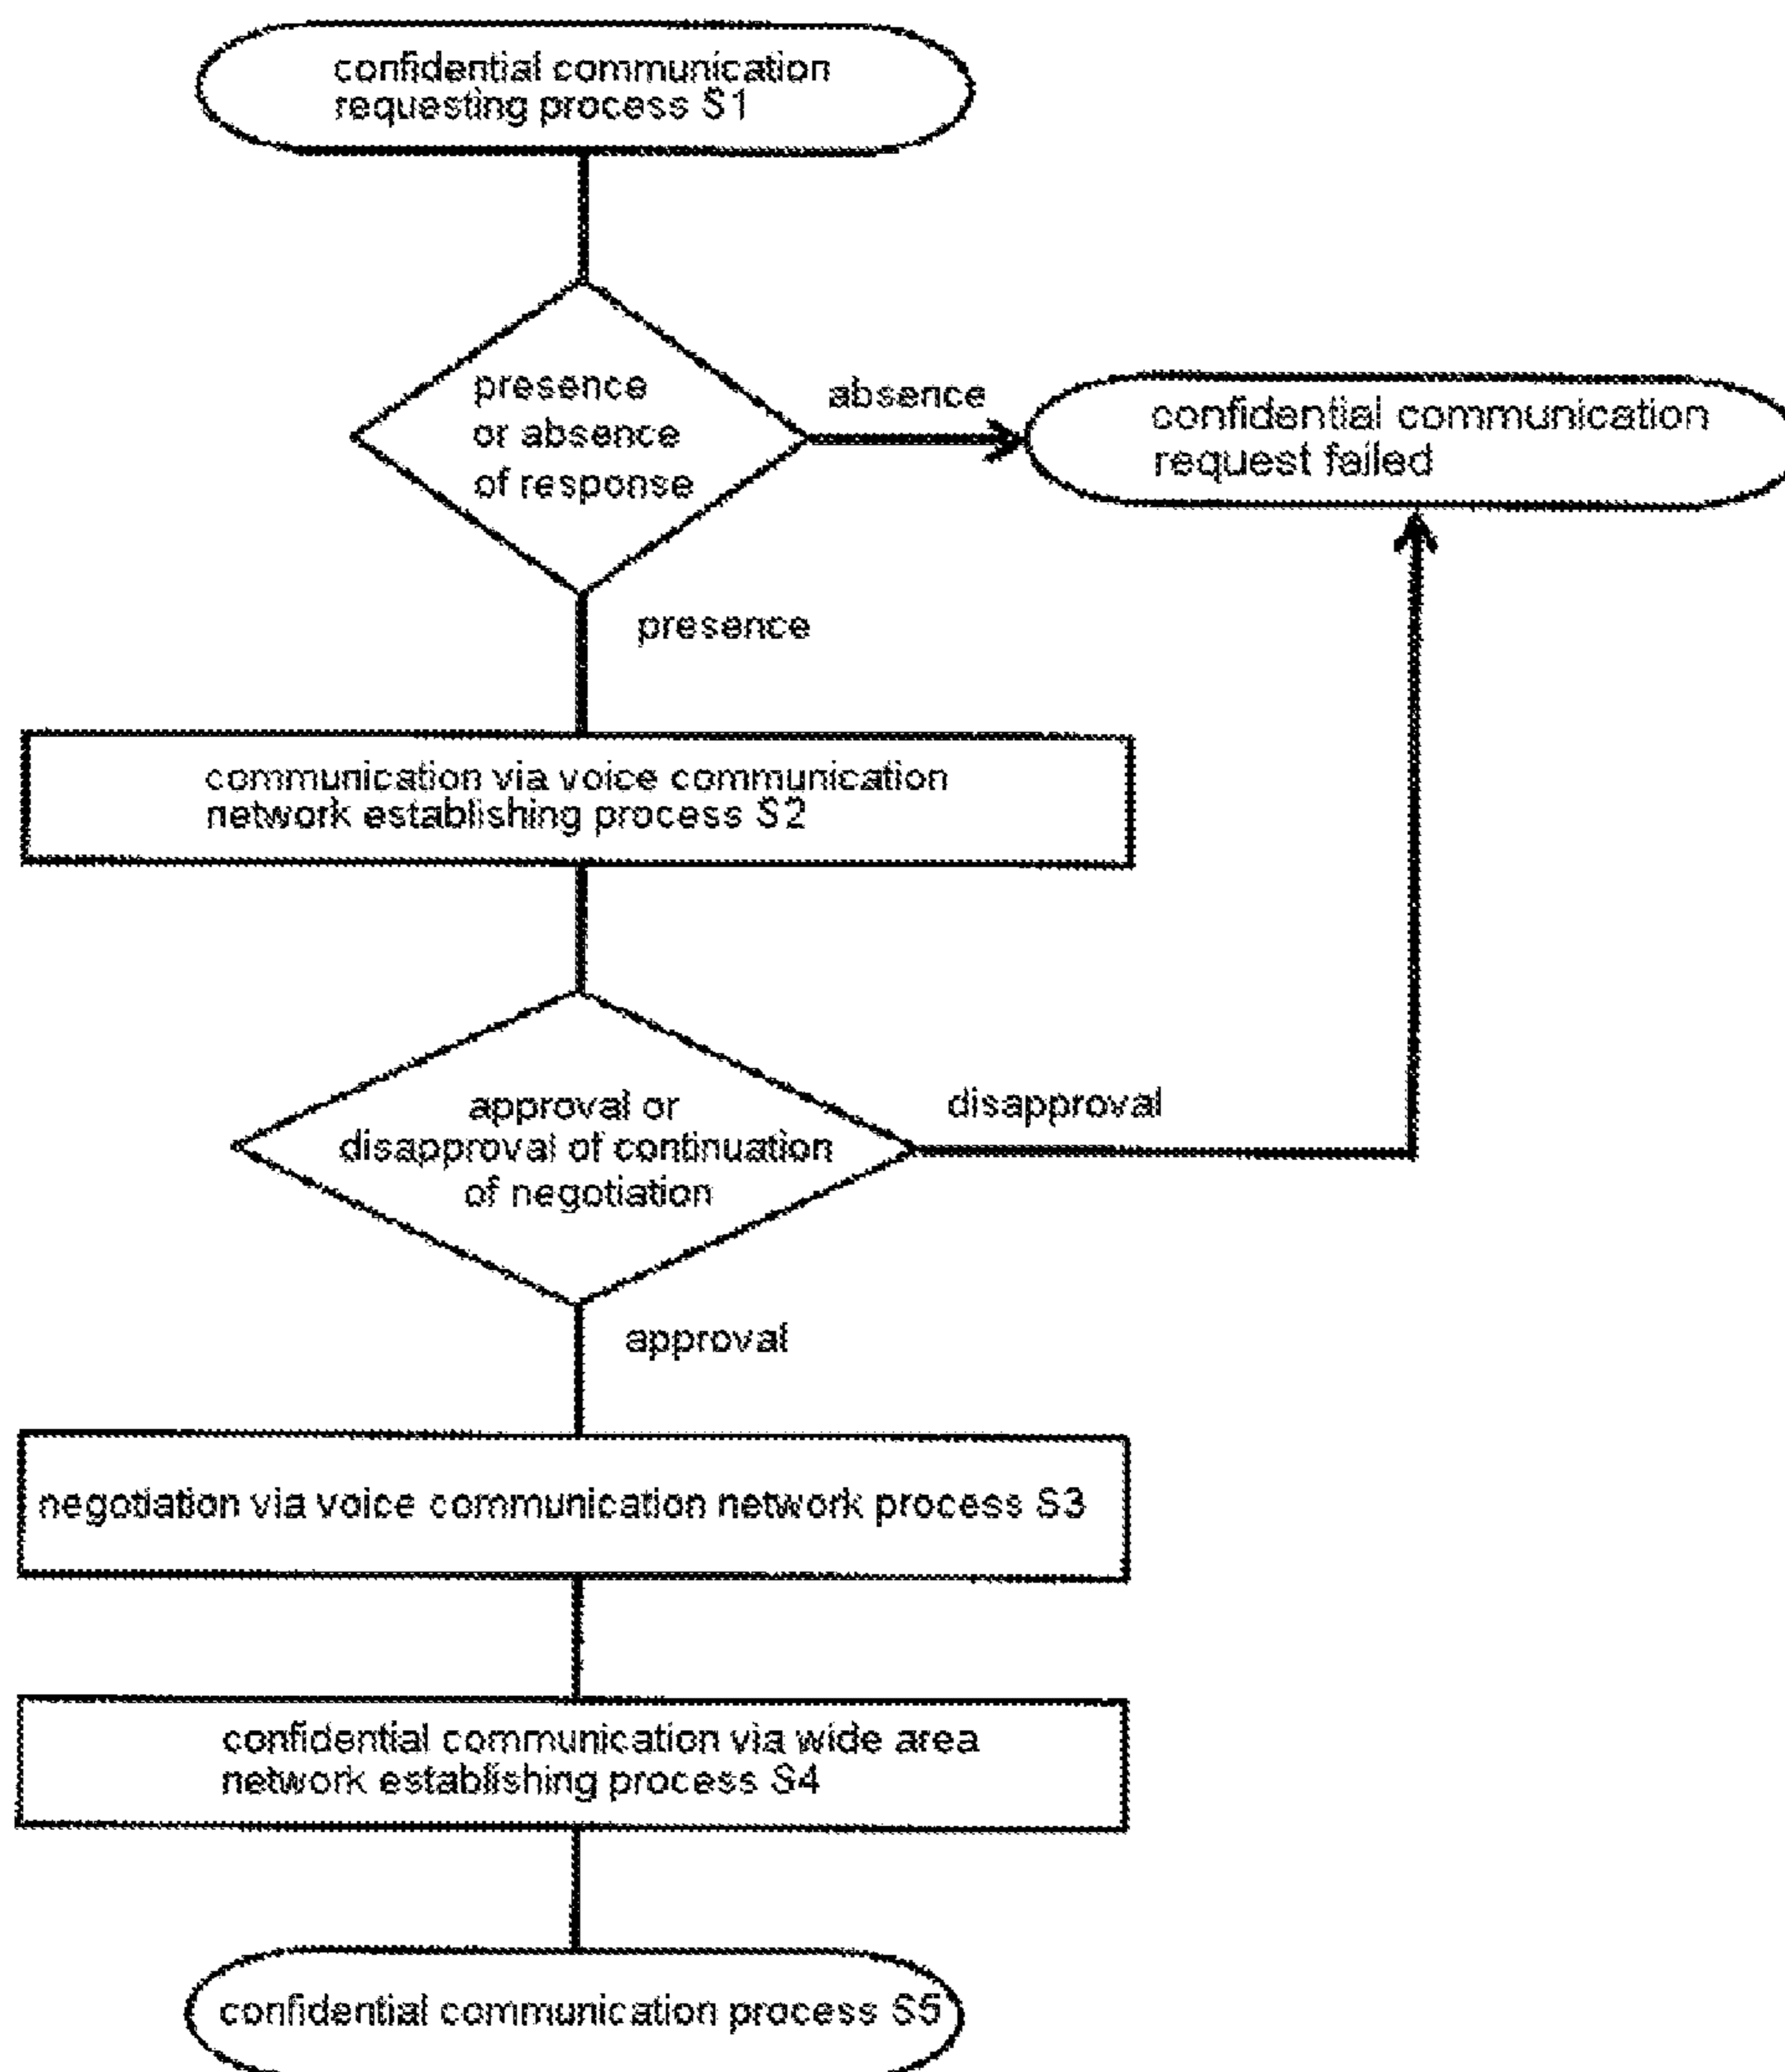 confidential communication
requesting process S1
presence
or absence
of response
absence
confidential communication
request failed
presence
communication via voice communication
network establishing process S2
approval or
disapproval of continuation
of negotiation
disapproval
approval
negotiation via voice communication network process S3
confidential communication via wide area
network establishing process S4
confidential communication process S5